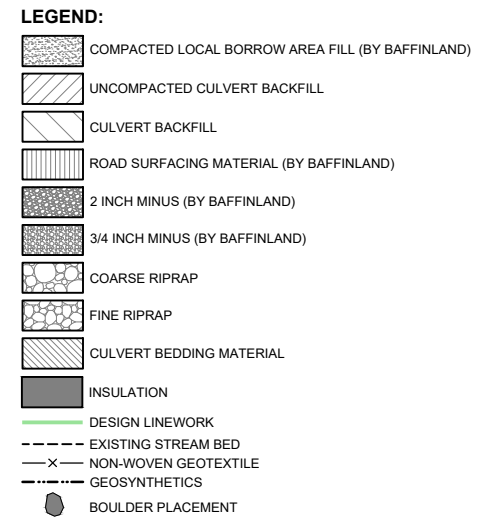 LEGEND:
COMPACTED LOCAL BORROW AREA FILL (BY BAFFINLAND)
UNCOMPACTED CULVERT BACKFILL
CULVERT BACKFILL
ROAD SURFACING MATERIAL (BY BAFFINLAND)
2 INCH MINUS (BY BAFFINLAND)
3/4 INCH MINUS (BY BAFFINLAND)
COARSE RIPRAP
FINE RIPRAP
CULVERT BEDDING MATERIAL
INSULATION
DESIGN LINEWORK
EXISTING STREAM BED
NON-WOVEN GEOTEXTILE
GEOSYNTHETICS
BOULDER PLACEMENT